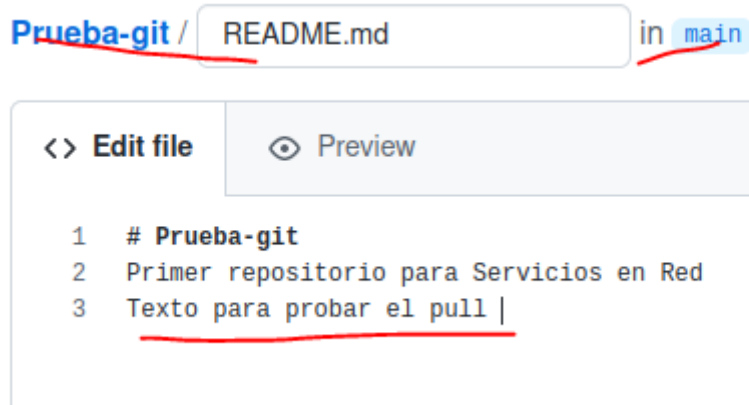 Prueba-git / README.md in main
<> Edit file Preview
1 # Prueba-git
2 Primer repositorio para Servicios en Red
3 Texto para probar el pull